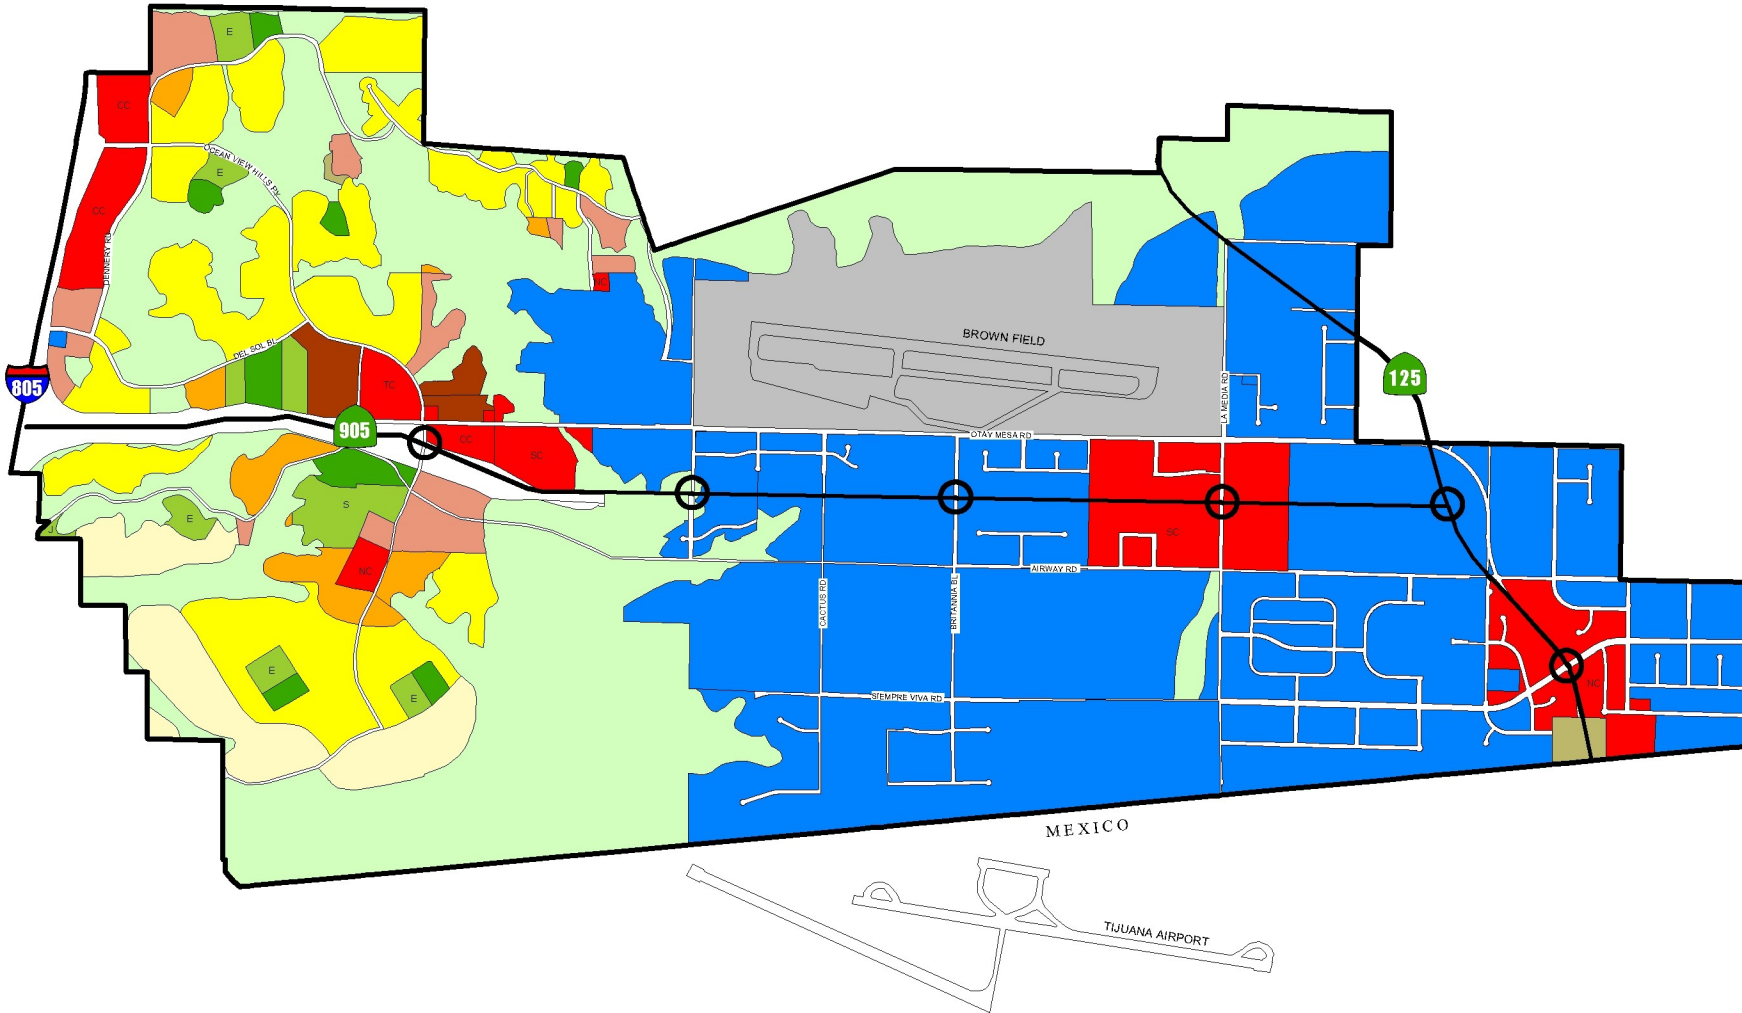 E
CC
OCEAN VIEW HILLS PY
E
CC
DENNERY RD
NC
BROWN FIELD
DEL SOL BL
805
TC
125
LA MEDIA RD
905
CC
SC
OTAY MESA RD
S
E
J
SC
NC
AIRWAY RD
CACTUS RD
BRITANNIA BL
E
E
SIEMPRE VIVA RD
NC
MEXICO
TIJUANA AIRPORT